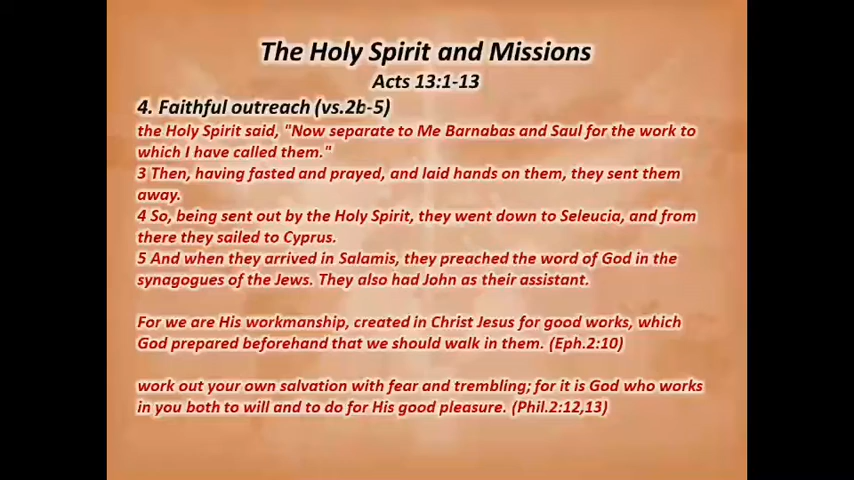 The Holy Spirit and Missions
Acts 13:1-13
4. Faithful outreach (vs.2b-5)
the Holy Spirit said, "Now separate to Me Barnabas and Saul for the work to
which I have called them."
3 Then, having fasted and prayed, and laid hands on them, they sent them
away.
4 So, being sent out by the Holy Spirit, they went down to Seleucia, and from
there they sailed to Cyprus.
5 And when they arrived in Salamis, they preached the word of God in the
synagogues of the Jews. They also had John as their assistant.
For we are His workmanship, created in Christ Jesus for good works, which
God prepared beforehand that we should walk in them. (Eph.2:10)
work out your own salvation with fear and trembling; for it is God who works
in you both to will and to do for His good pleasure. (Phil.2:12,13)